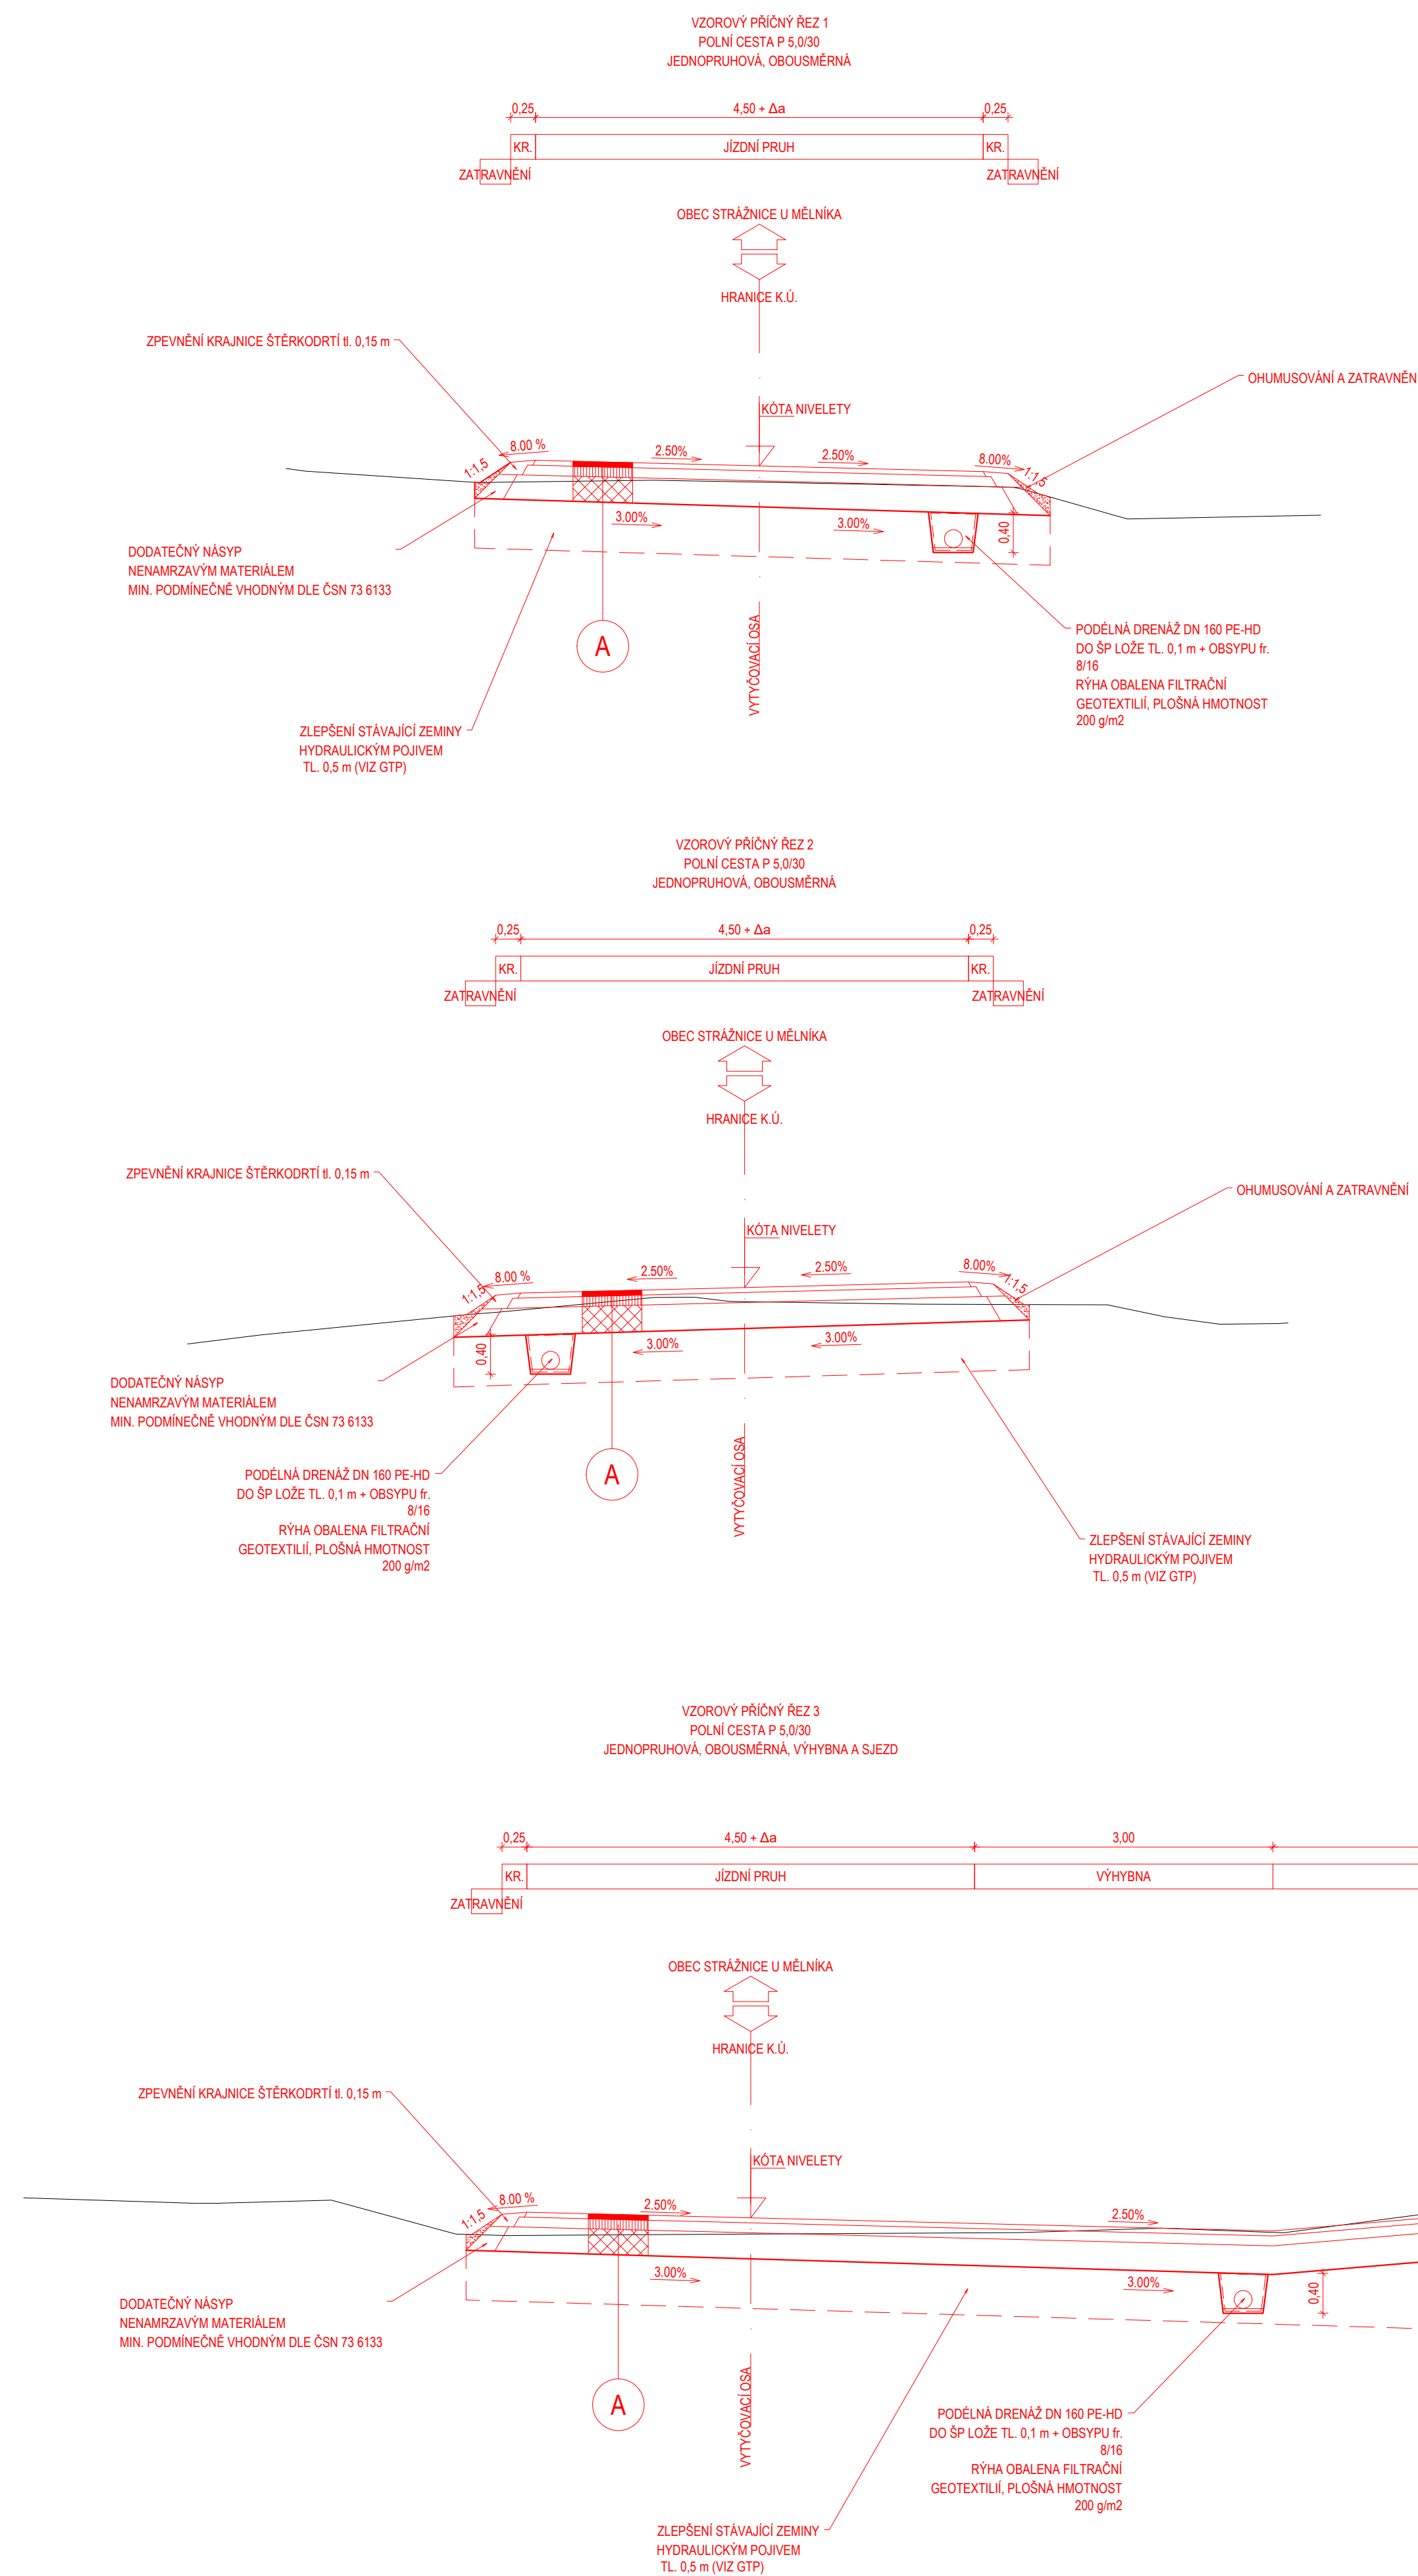 VZOROVÝ PŘÍČNÝ ŘEZ 1
POLNÍ CESTA P 5,0/30
JEDNOPRUHOVÁ, OBOUSMĚRNÁ
0,25
4,50 + Δa
0,25
KR.
JÍZDNÍ PRUH
KR.
ZATRAVNĚNÍ
ZATRAVNĚNÍ
OBEC STRÁŽNICE U MĚLNÍKA
HRANICE K.Ú.
ZPEVNĚNÍ KRAJNICE ŠTĚRKODRTÍ tl. 0,15 m
OHUMUSOVÁNÍ A ZATRAVNĚN
KÓTA NIVELETY
1:1,5
8.00 %
2.50%
2.50%
8.00%
1:1,5
3.00%
3.00%
0,40
DODATEČNÝ NÁSYP
NENAMRZAVÝM MATERIÁLEM
MIN. PODMÍNEČNĚ VHODNÝM DLE ČSN 73 6133
A
VYTYČOVACÍ OSA
PODÉLNÁ DRENÁŽ DN 160 PE-HD
DO ŠP LOŽE TL. 0,1 m + OBSYPU fr.
8/16
RÝHA OBALENA FILTRAČNÍ
GEOTEXTILIÍ, PLOŠNÁ HMOTNOST
200 g/m2
ZLEPŠENÍ STÁVAJÍCÍ ZEMINY
HYDRAULICKÝM POJIVEM
TL. 0,5 m (VIZ GTP)
VZOROVÝ PŘÍČNÝ ŘEZ 2
POLNÍ CESTA P 5,0/30
JEDNOPRUHOVÁ, OBOUSMĚRNÁ
0,25
4,50 + Δa
0,25
KR.
JÍZDNÍ PRUH
KR.
ZATRAVNĚNÍ
ZATRAVNĚNÍ
OBEC STRÁŽNICE U MĚLNÍKA
HRANICE K.Ú.
ZPEVNĚNÍ KRAJNICE ŠTĚRKODRTÍ tl. 0,15 m
OHUMUSOVÁNÍ A ZATRAVNĚNÍ
KÓTA NIVELETY
1:1,5
8.00 %
2.50%
2.50%
8.00%
1:1,5
0,40
3.00%
3.00%
DODATEČNÝ NÁSYP
NENAMRZAVÝM MATERIÁLEM
MIN. PODMÍNEČNĚ VHODNÝM DLE ČSN 73 6133
A
VYTYČOVACÍ OSA
PODÉLNÁ DRENÁŽ DN 160 PE-HD
DO ŠP LOŽE TL. 0,1 m + OBSYPU fr.
8/16
RÝHA OBALENA FILTRAČNÍ
GEOTEXTILIÍ, PLOŠNÁ HMOTNOST
200 g/m2
ZLEPŠENÍ STÁVAJÍCÍ ZEMINY
HYDRAULICKÝM POJIVEM
TL. 0,5 m (VIZ GTP)
VZOROVÝ PŘÍČNÝ ŘEZ 3
POLNÍ CESTA P 5,0/30
JEDNOPRUHOVÁ, OBOUSMĚRNÁ, VÝHYBNA A SJEZD
0,25
4,50 + Δa
3,00
KR.
JÍZDNÍ PRUH
VÝHYBNA
ZATRAVNĚNÍ
OBEC STRÁŽNICE U MĚLNÍKA
HRANICE K.Ú.
ZPEVNĚNÍ KRAJNICE ŠTĚRKODRTÍ tl. 0,15 m
KÓTA NIVELETY
1:1,5
8.00 %
2.50%
2.50%
3.00%
3.00%
0,40
DODATEČNÝ NÁSYP
NENAMRZAVÝM MATERIÁLEM
MIN. PODMÍNEČNĚ VHODNÝM DLE ČSN 73 6133
A
VYTYČOVACÍ OSA
PODÉLNÁ DRENÁŽ DN 160 PE-HD
DO ŠP LOŽE TL. 0,1 m + OBSYPU fr.
8/16
RÝHA OBALENA FILTRAČNÍ
GEOTEXTILIÍ, PLOŠNÁ HMOTNOST
200 g/m2
ZLEPŠENÍ STÁVAJÍCÍ ZEMINY
HYDRAULICKÝM POJIVEM
TL. 0,5 m (VIZ GTP)